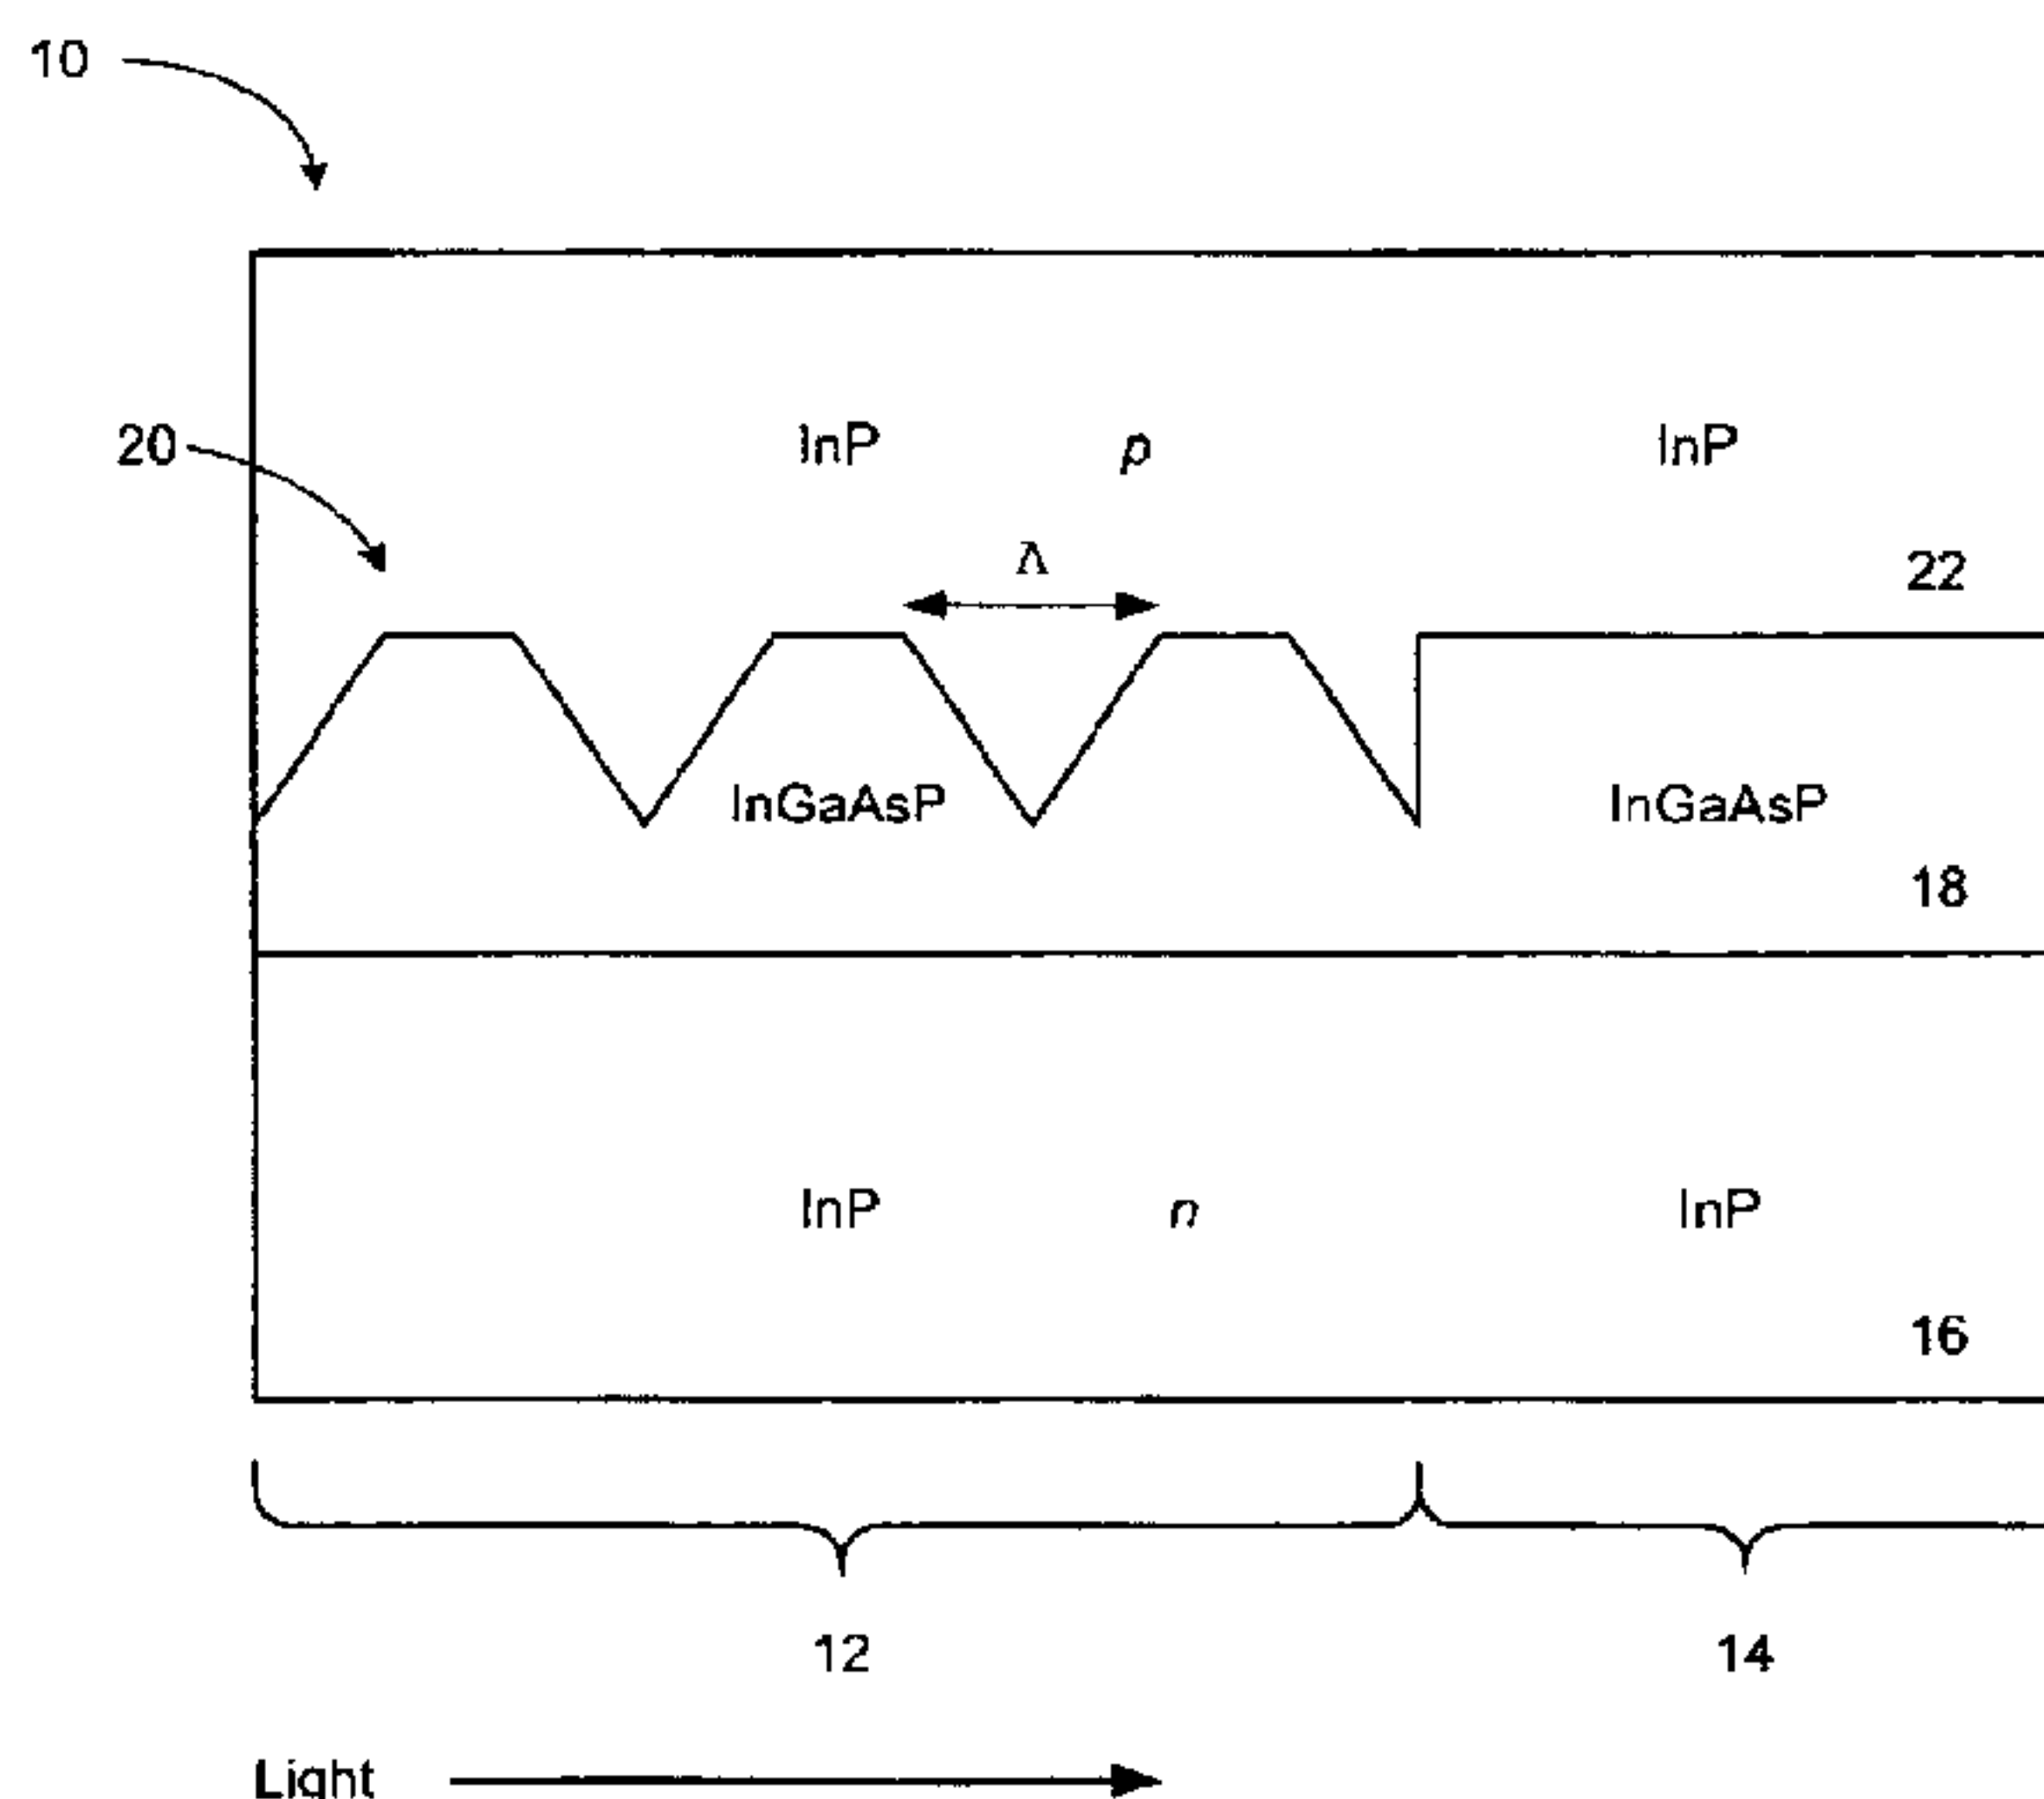 10
20
InP p InP
Λ
22
InGaAsP InGaAsP
18
InP n InP
16
12 14
Light